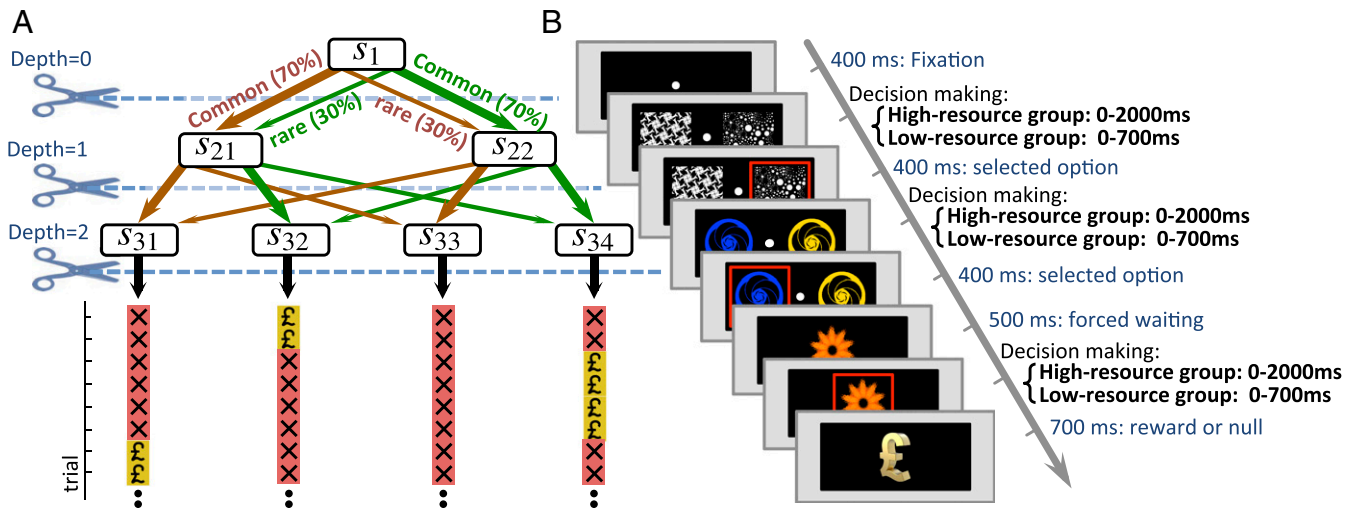 A
Depth=0
s1
Common (70%)
Common (70%)
rare (30%)
rare (30%)
Depth=1
s21
s22
Depth=2
s31
s32
s33
s34
trial
× £ × ×
× £ × ×
× × × £
× × × £
× × × £
× × × £
£ × × ×
£ × × ×
B
400 ms: Fixation
Decision making:
High-resource group: 0-2000ms
Low-resource group: 0-700ms
400 ms: selected option
Decision making:
High-resource group: 0-2000ms
Low-resource group: 0-700ms
400 ms: selected option
500 ms: forced waiting
Decision making:
High-resource group: 0-2000ms
Low-resource group: 0-700ms
700 ms: reward or null
£